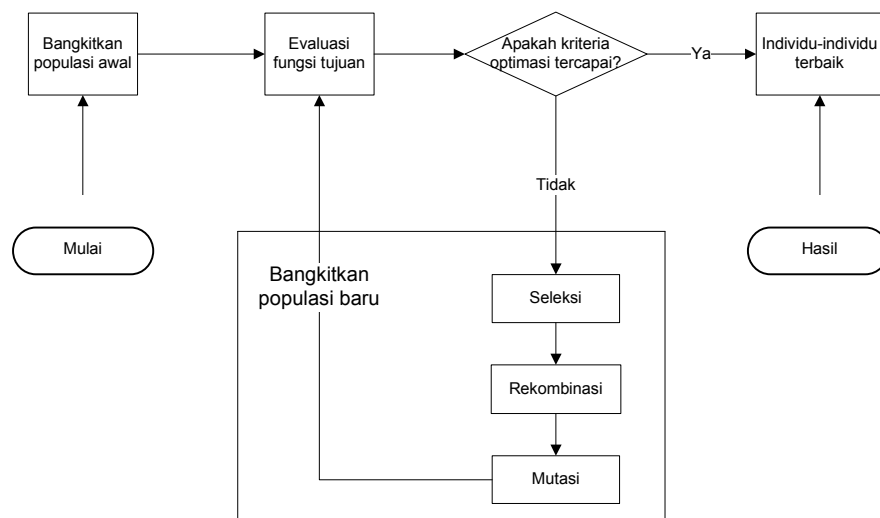 Bangkitkan
populasi awal
Evaluasi
fungsi tujuan
Apakah kriteria
optimasi tercapai?
Ya
Individu-individu
terbaik
Tidak
Mulai
Hasil
Bangkitkan
populasi baru
Seleksi
Rekombinasi
Mutasi